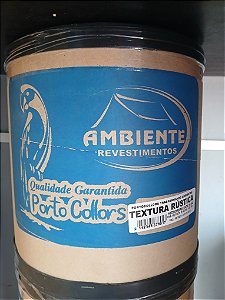 AMBIENTE
REVESTIMENTOS
Qualidade Garantida
Porto Collors
TEXTURA RÚSTICA